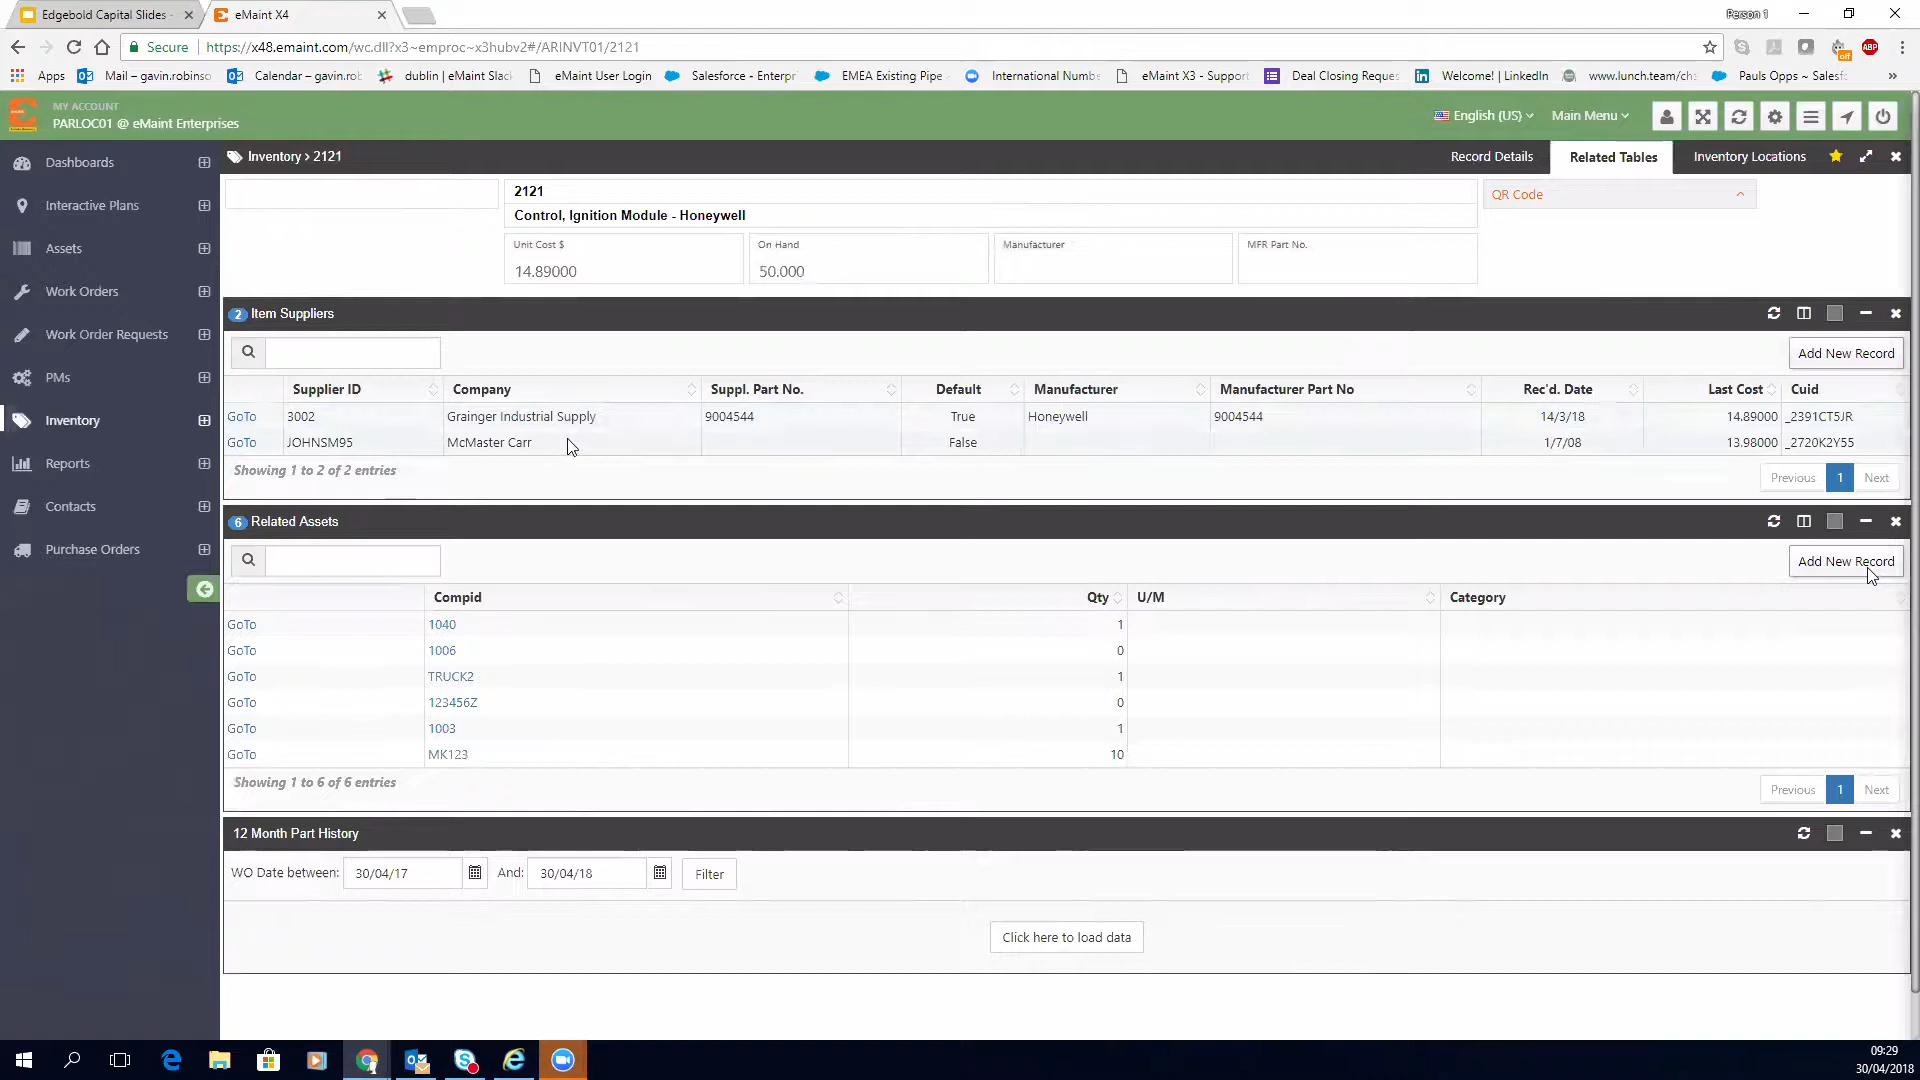 Edgebold Capital Slides -
eMaint X4
Person 1
Secure
https://x48.emaint.com/wc.dll?x3~emproc~x3hubv2#/ARINVT01/2121
Apps
Mail – gavin.robinso
Calendar – gavin.rob
dublin | eMaint Slac
eMaint User Login
Salesforce - Enterpr
EMEA Existing Pipe
International Numb
eMaint X3 - Support
Deal Closing Reque
Welcome! | LinkedIn
www.lunch.team/ch
Pauls Opps ~ Salesf
»
off
ABP
MY ACCOUNT
PARLOC01 @ eMaint Enterprises
English (US)
Main Menu
Dashboards
Interactive Plans
Assets
Work Orders
Work Order Requests
PMs
Inventory
Reports
Contacts
Purchase Orders
Inventory > 2121
Record Details
Related Tables
Inventory Locations
2121
Control, Ignition Module - Honeywell
QR Code
Unit Cost $ On Hand Manufacturer MFR Part No.
14.89000 50.000
2 Item Suppliers
Add New Record
Supplier ID Company Suppl. Part No. Default Manufacturer Manufacturer Part No Rec'd. Date Last Cost Cuid
GoTo 3002 Grainger Industrial Supply 9004544 True Honeywell 9004544 14/3/18 14.89000 _2391CT5JR
GoTo JOHNSM95 McMaster Carr False 1/7/08 13.98000 _2720K2Y55
Showing 1 to 2 of 2 entries
Previous 1 Next
6 Related Assets
Add New Record
Compid Qty U/M Category
GoTo 1040 1
GoTo 1006 0
GoTo TRUCK2 1
GoTo 123456Z 0
GoTo 1003 1
GoTo MK123 10
Showing 1 to 6 of 6 entries
Previous 1 Next
12 Month Part History
WO Date between: 30/04/17 And: 30/04/18 Filter
Click here to load data
09:29
30/04/2018